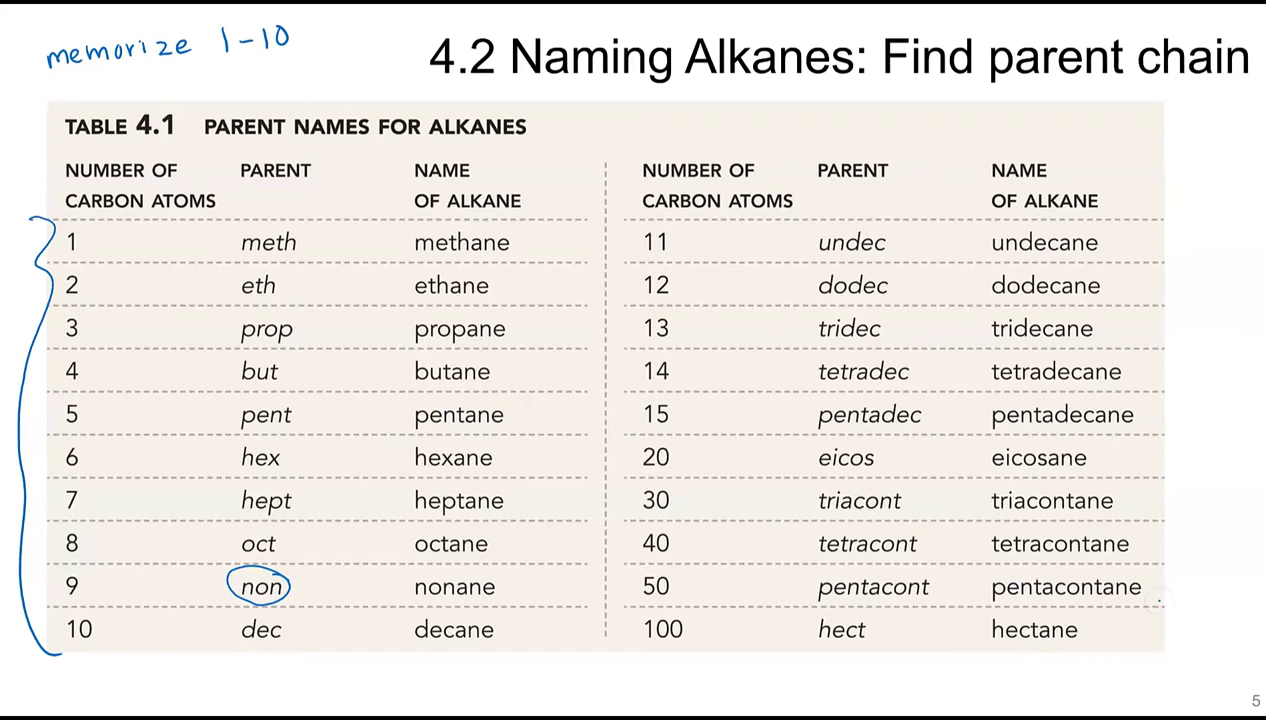 memorize 1-10
4.2 Naming Alkanes: Find parent chain
TABLE 4.1 PARENT NAMES FOR ALKANES
NUMBER OF CARBON ATOMS PARENT NAME OF ALKANE
1 meth methane
2 eth ethane
3 prop propane
4 but butane
5 pent pentane
6 hex hexane
7 hept heptane
8 oct octane
9 non nonane
10 dec decane
NUMBER OF CARBON ATOMS PARENT NAME OF ALKANE
11 undec undecane
12 dodec dodecane
13 tridec tridecane
14 tetradec tetradecane
15 pentadec pentadecane
20 eicos eicosane
30 triacont triacontane
40 tetracont tetracontane
50 pentacont pentacontane
100 hect hectane
5